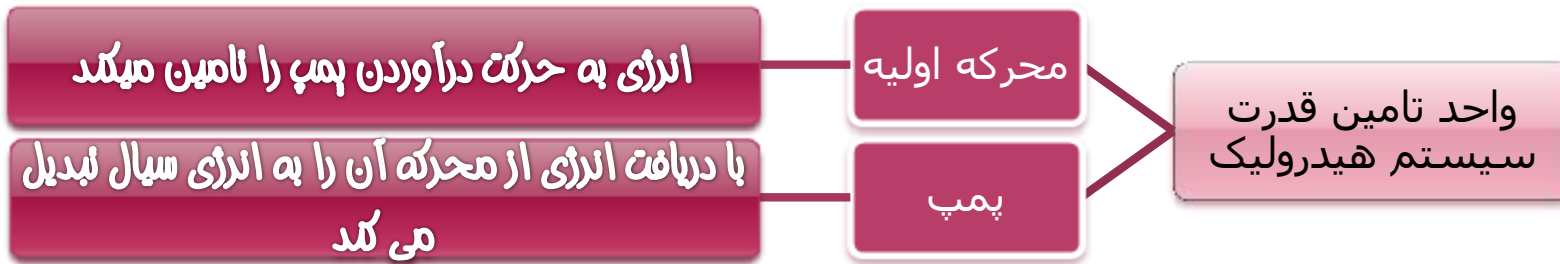 واحد تامین قدرت
سیستم هیدرولیک
محرکه اولیه
انرژی به حرکت درآوردن پمپ را تامین میکند
پمپ
با دریافت انرژی از محرکه آن را به انرژی سیال تبدیل
می کند